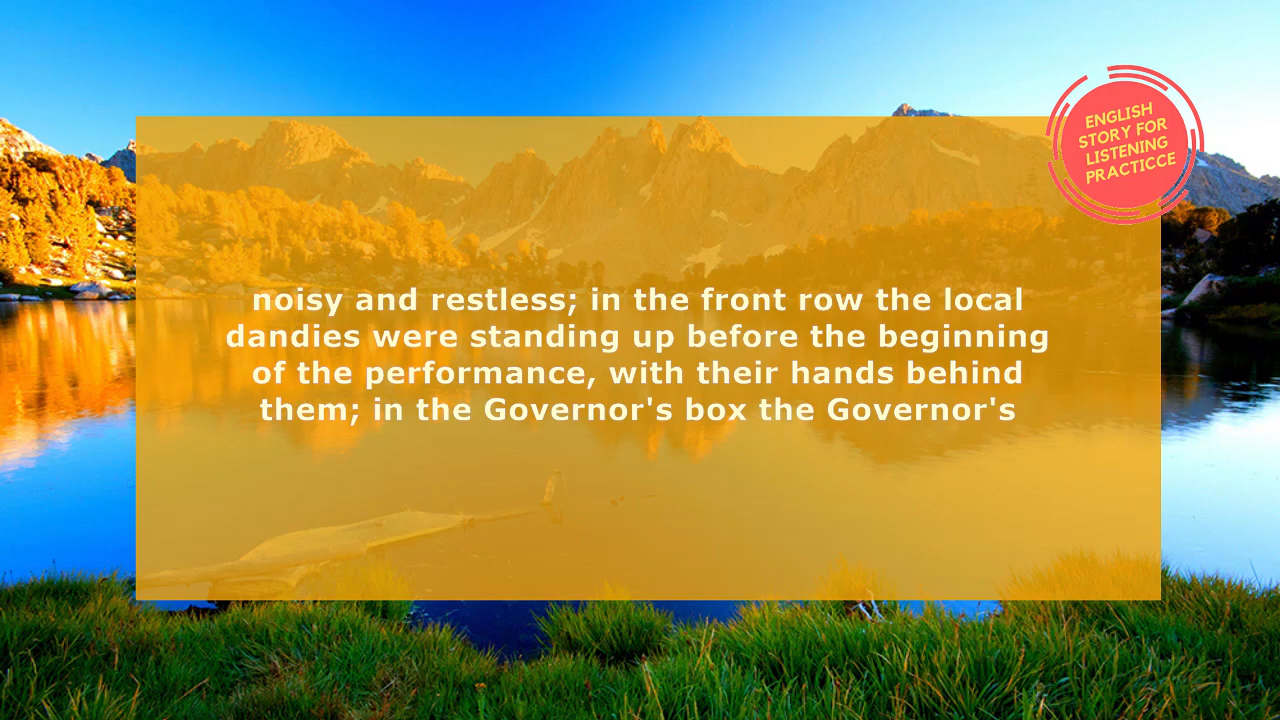 ENGLISH
STORY FOR
LISTENING
PRACTICCE
noisy and restless; in the front row the local
dandies were standing up before the beginning
of the performance, with their hands behind
them; in the Governor's box the Governor's